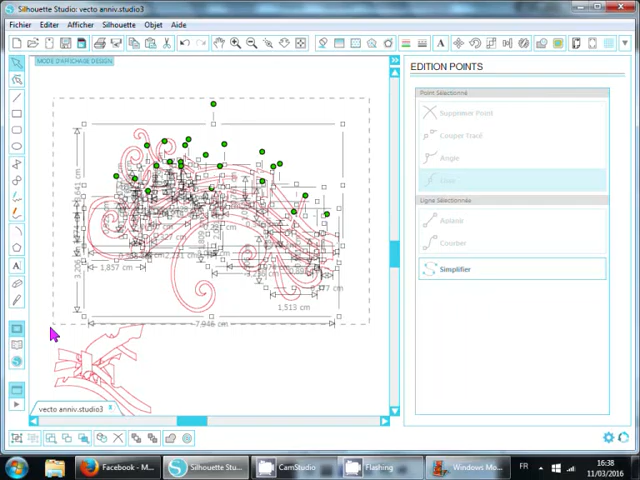 Silhouette Studio: vecto anniv.studio3
Fichier Editer Afficher Silhouette Objet Aide
MODE D'AFFICHAGE DESIGN
EDITION POINTS
Point Sélectionné
Supprimer Point
Couper Tracé
Angle
Ligne Sélectionnée
Aplanir
Courber
Simplifier
1,857 cm
1,513 cm
7,946 cm
vecto anniv.studio3
Facebook - M...
Silhouette Stu...
CamStudio
Flashing
Windows Mo...
FR
16:38
11/03/2016